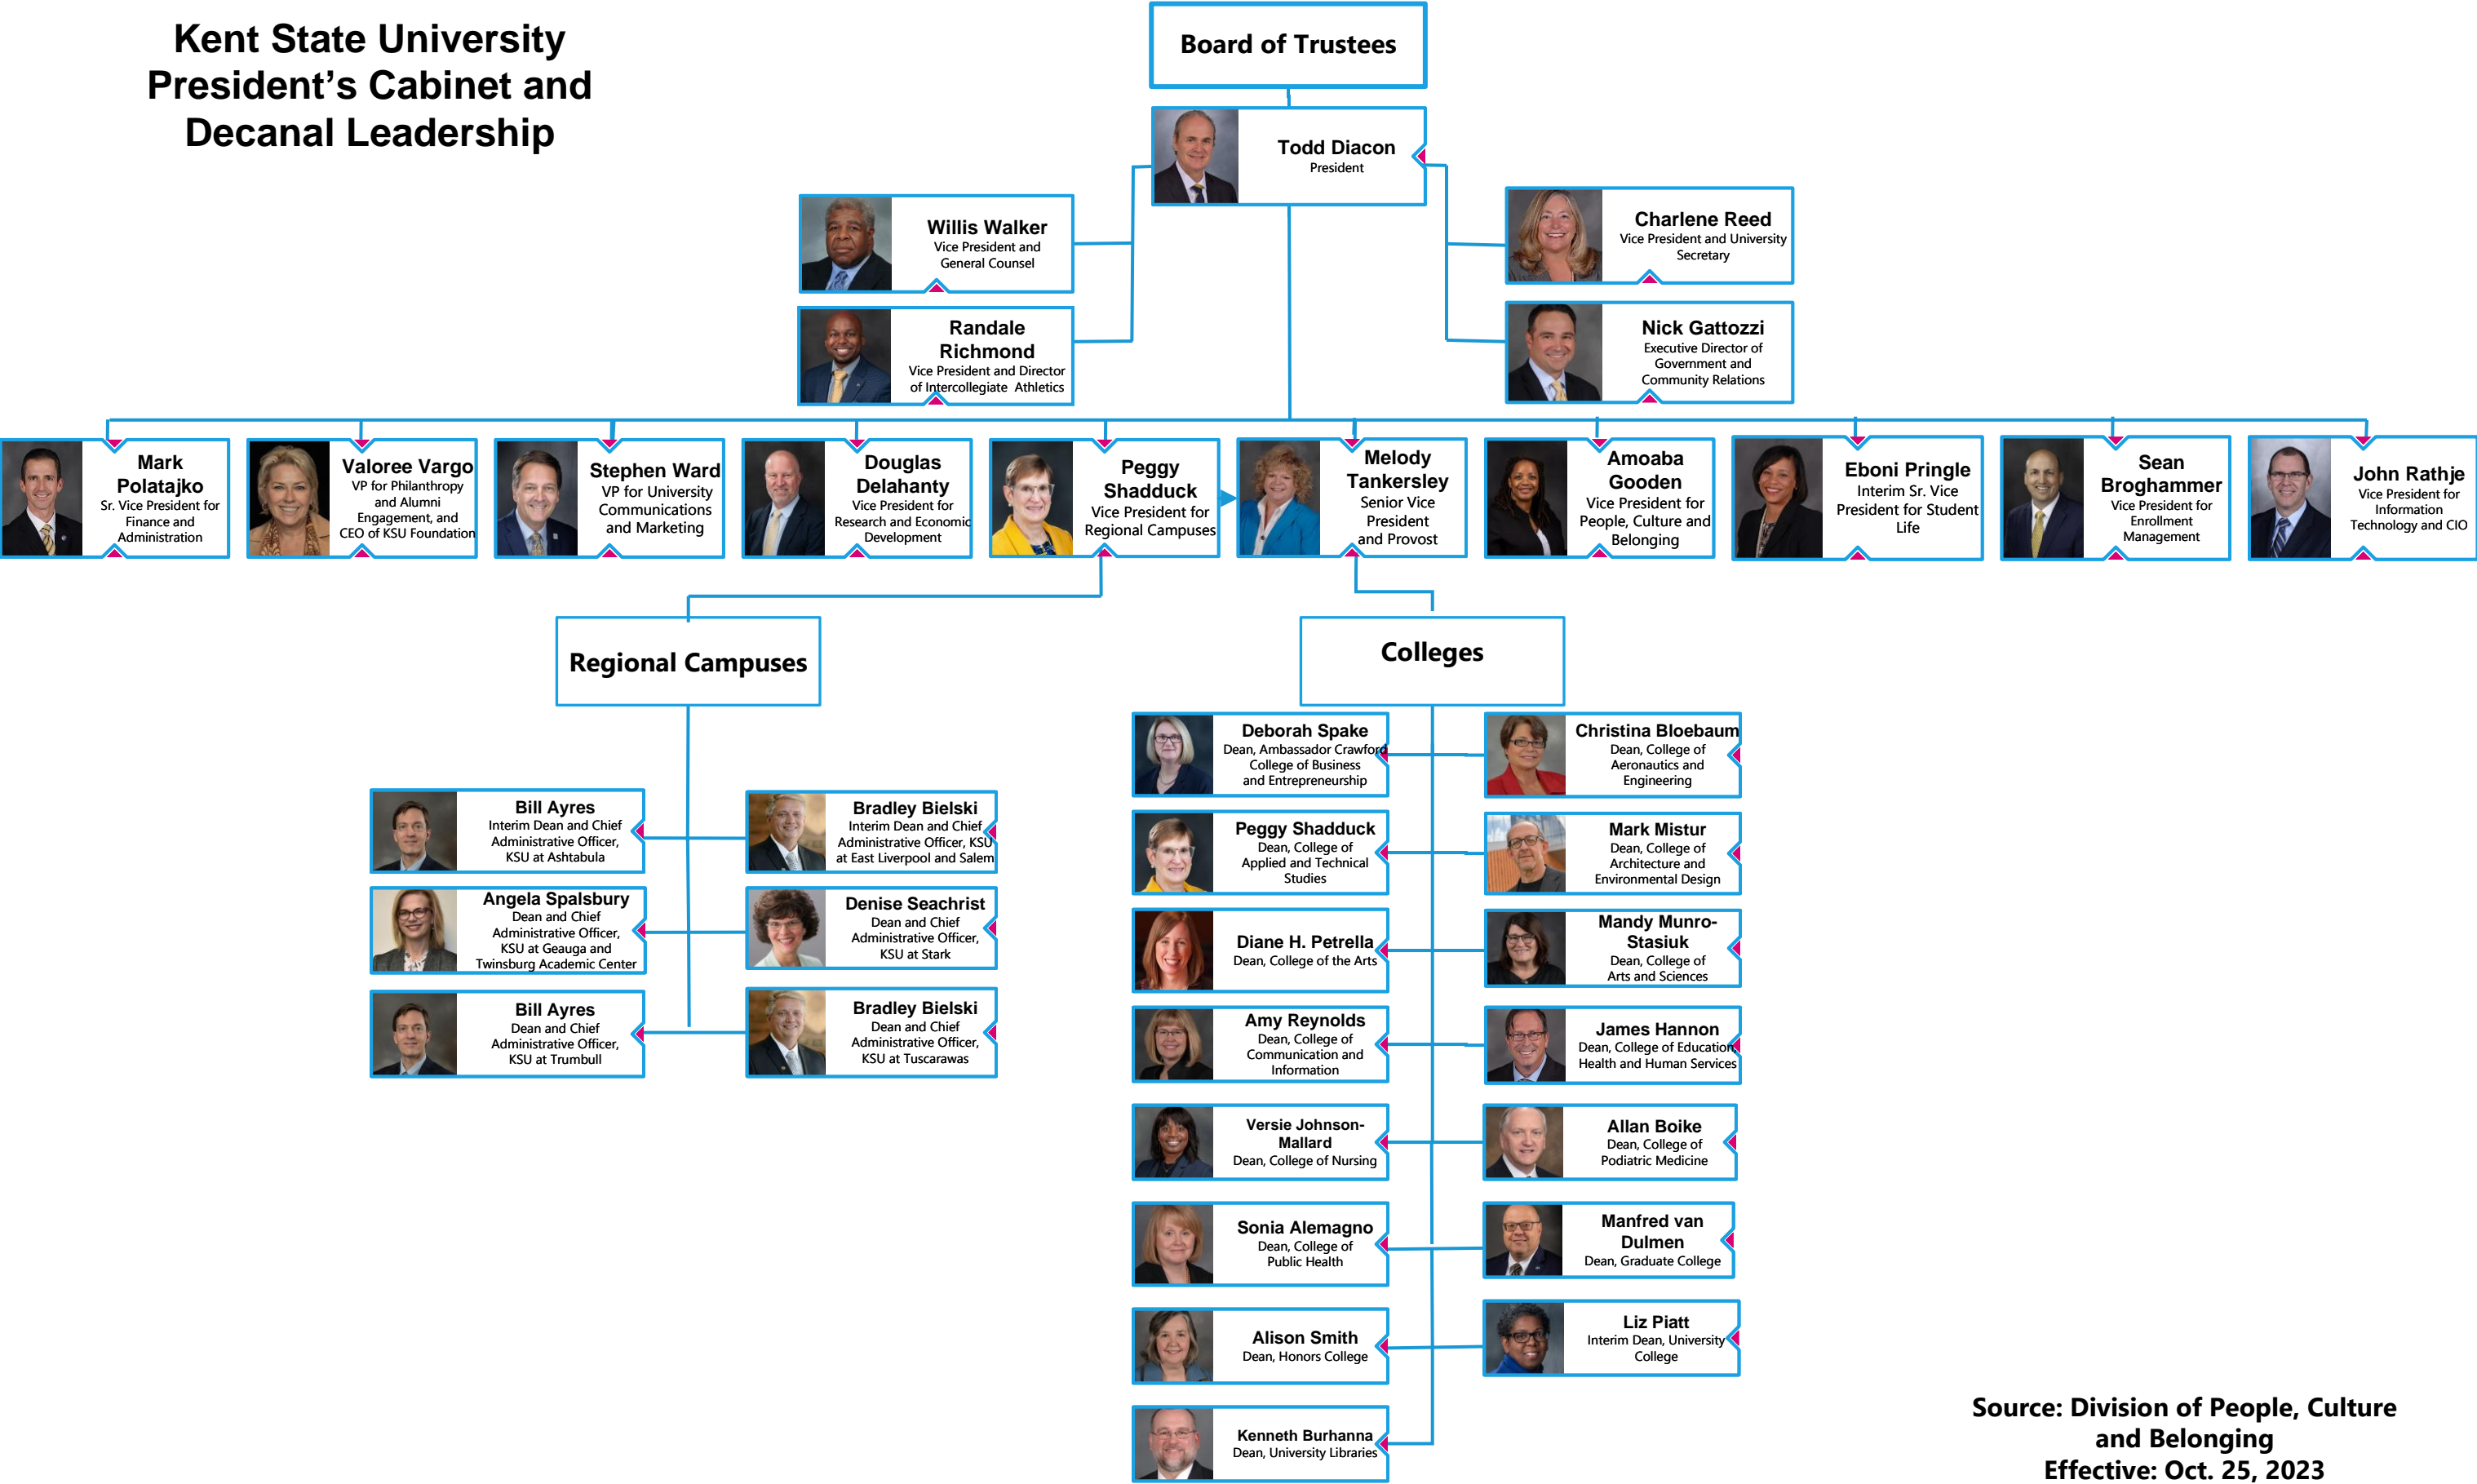 Kent State University
President’s Cabinet and
Decanal Leadership
Board of Trustees
Todd Diacon
President
Willis Walker
Vice President and
General Counsel
Charlene Reed
Vice President and University
Secretary
Randale
Richmond
Vice President and Director
of Intercollegiate Athletics
Nick Gattozzi
Executive Director of
Government and
Community Relations
Mark
Polatajko
Sr. Vice President for
Finance and
Administration
Valoree Vargo
VP for Philanthropy
and Alumni
Engagement, and
CEO of KSU Foundation
Stephen Ward
VP for University
Communications
and Marketing
Douglas
Delahanty
Vice President for
Research and Economic
Development
Peggy
Shadduck
Vice President for
Regional Campuses
Melody
Tankersley
Senior Vice
President
and Provost
Amoaba
Gooden
Vice President for
People, Culture and
Belonging
Eboni Pringle
Interim Sr. Vice
President for Student
Life
Sean
Broghammer
Vice President for
Enrollment
Management
John Rathje
Vice President for
Information
Technology and CIO
Regional Campuses
Bill Ayres
Interim Dean and Chief
Administrative Officer,
KSU at Ashtabula
Bradley Bielski
Interim Dean and Chief
Administrative Officer, KSU
at East Liverpool and Salem
Angela Spalsbury
Dean and Chief
Administrative Officer,
KSU at Geauga and
Twinsburg Academic Center
Denise Seachrist
Dean and Chief
Administrative Officer,
KSU at Stark
Bill Ayres
Dean and Chief
Administrative Officer,
KSU at Trumbull
Bradley Bielski
Dean and Chief
Administrative Officer,
KSU at Tuscarawas
Colleges
Deborah Spake
Dean, Ambassador Crawford
College of Business
and Entrepreneurship
Christina Bloebaum
Dean, College of
Aeronautics and
Engineering
Peggy Shadduck
Dean, College of
Applied and Technical
Studies
Mark Mistur
Dean, College of
Architecture and
Environmental Design
Diane H. Petrella
Dean, College of the Arts
Mandy Munro-
Stasiuk
Dean, College of
Arts and Sciences
Amy Reynolds
Dean, College of
Communication and
Information
James Hannon
Dean, College of Education,
Health and Human Services
Versie Johnson-
Mallard
Dean, College of Nursing
Allan Boike
Dean, College of
Podiatric Medicine
Sonia Alemagno
Dean, College of
Public Health
Manfred van
Dulmen
Dean, Graduate College
Alison Smith
Dean, Honors College
Liz Piatt
Interim Dean, University
College
Kenneth Burhanna
Dean, University Libraries
Source: Division of People, Culture
and Belonging
Effective: Oct. 25, 2023